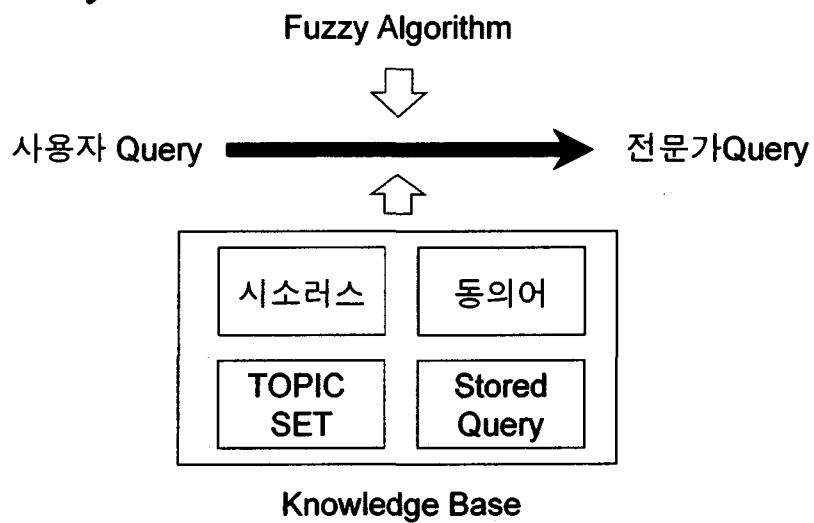 Fuzzy Algorithm
사용자 Query
전문가Query
시소러스
동의어
TOPIC
SET
Stored
Query
Knowledge Base